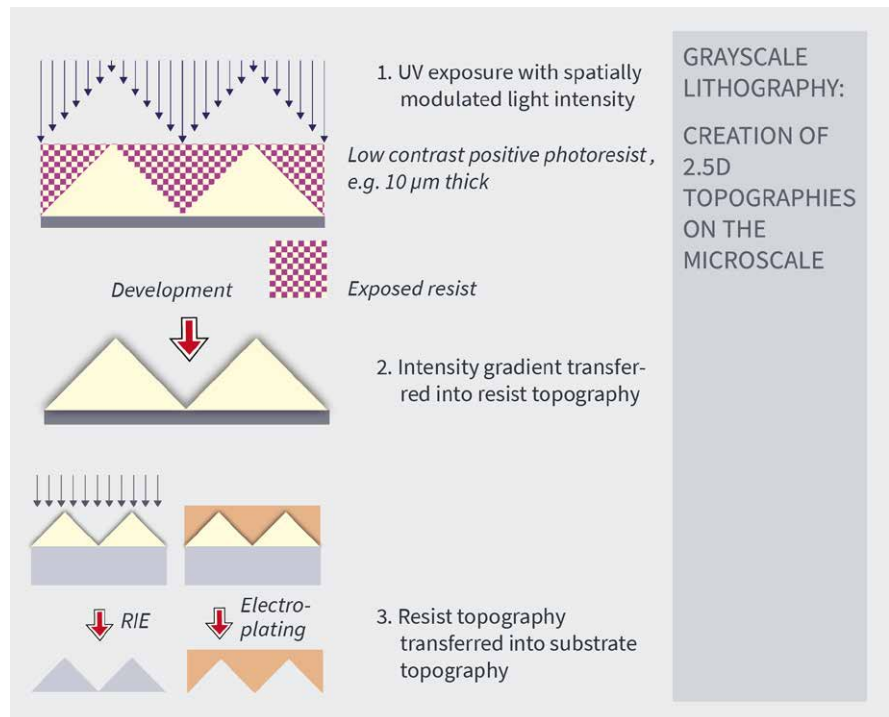 1. UV exposure with spatially
modulated light intensity
Low contrast positive photoresist ,
e.g. 10 µm thick
Development
Exposed resist
2. Intensity gradient transfer-
red into resist topography
RIE
Electro-
plating
3. Resist topography
transferred into substrate
topography
GRAYSCALE
LITHOGRAPHY:
CREATION OF
2.5D
TOPOGRAPHIES
ON THE
MICROSCALE